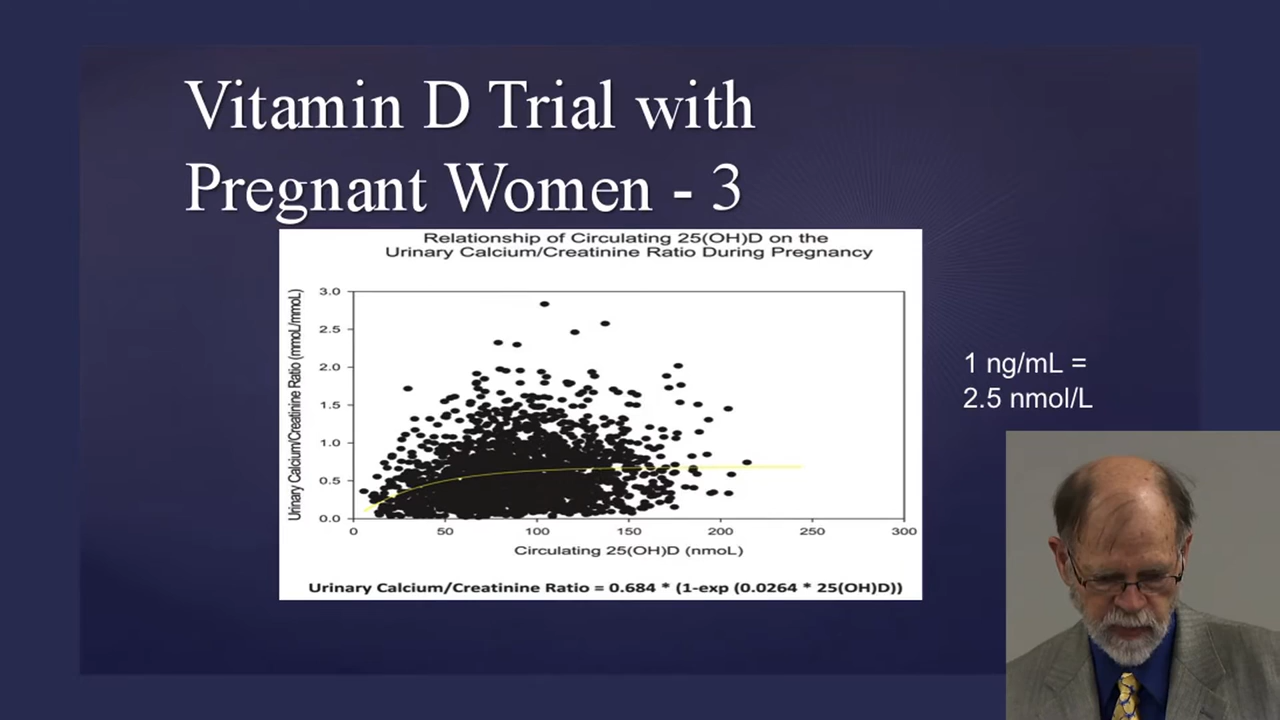 Vitamin D Trial with
Pregnant Women - 3
Relationship of Circulating 25(OH)D on the
Urinary Calcium/Creatinine Ratio During Pregnancy
Urinary Calcium/Creatinine Ratio (mmoL/mmoL)
3.0
2.5
2.0
1.5
1.0
0.5
0.0
0 50 100 150 200 250 300
Circulating 25(OH)D (nmoL)
Urinary Calcium/Creatinine Ratio = 0.684 * (1-exp (0.0264 * 25(OH)D))
1 ng/mL =
2.5 nmol/L